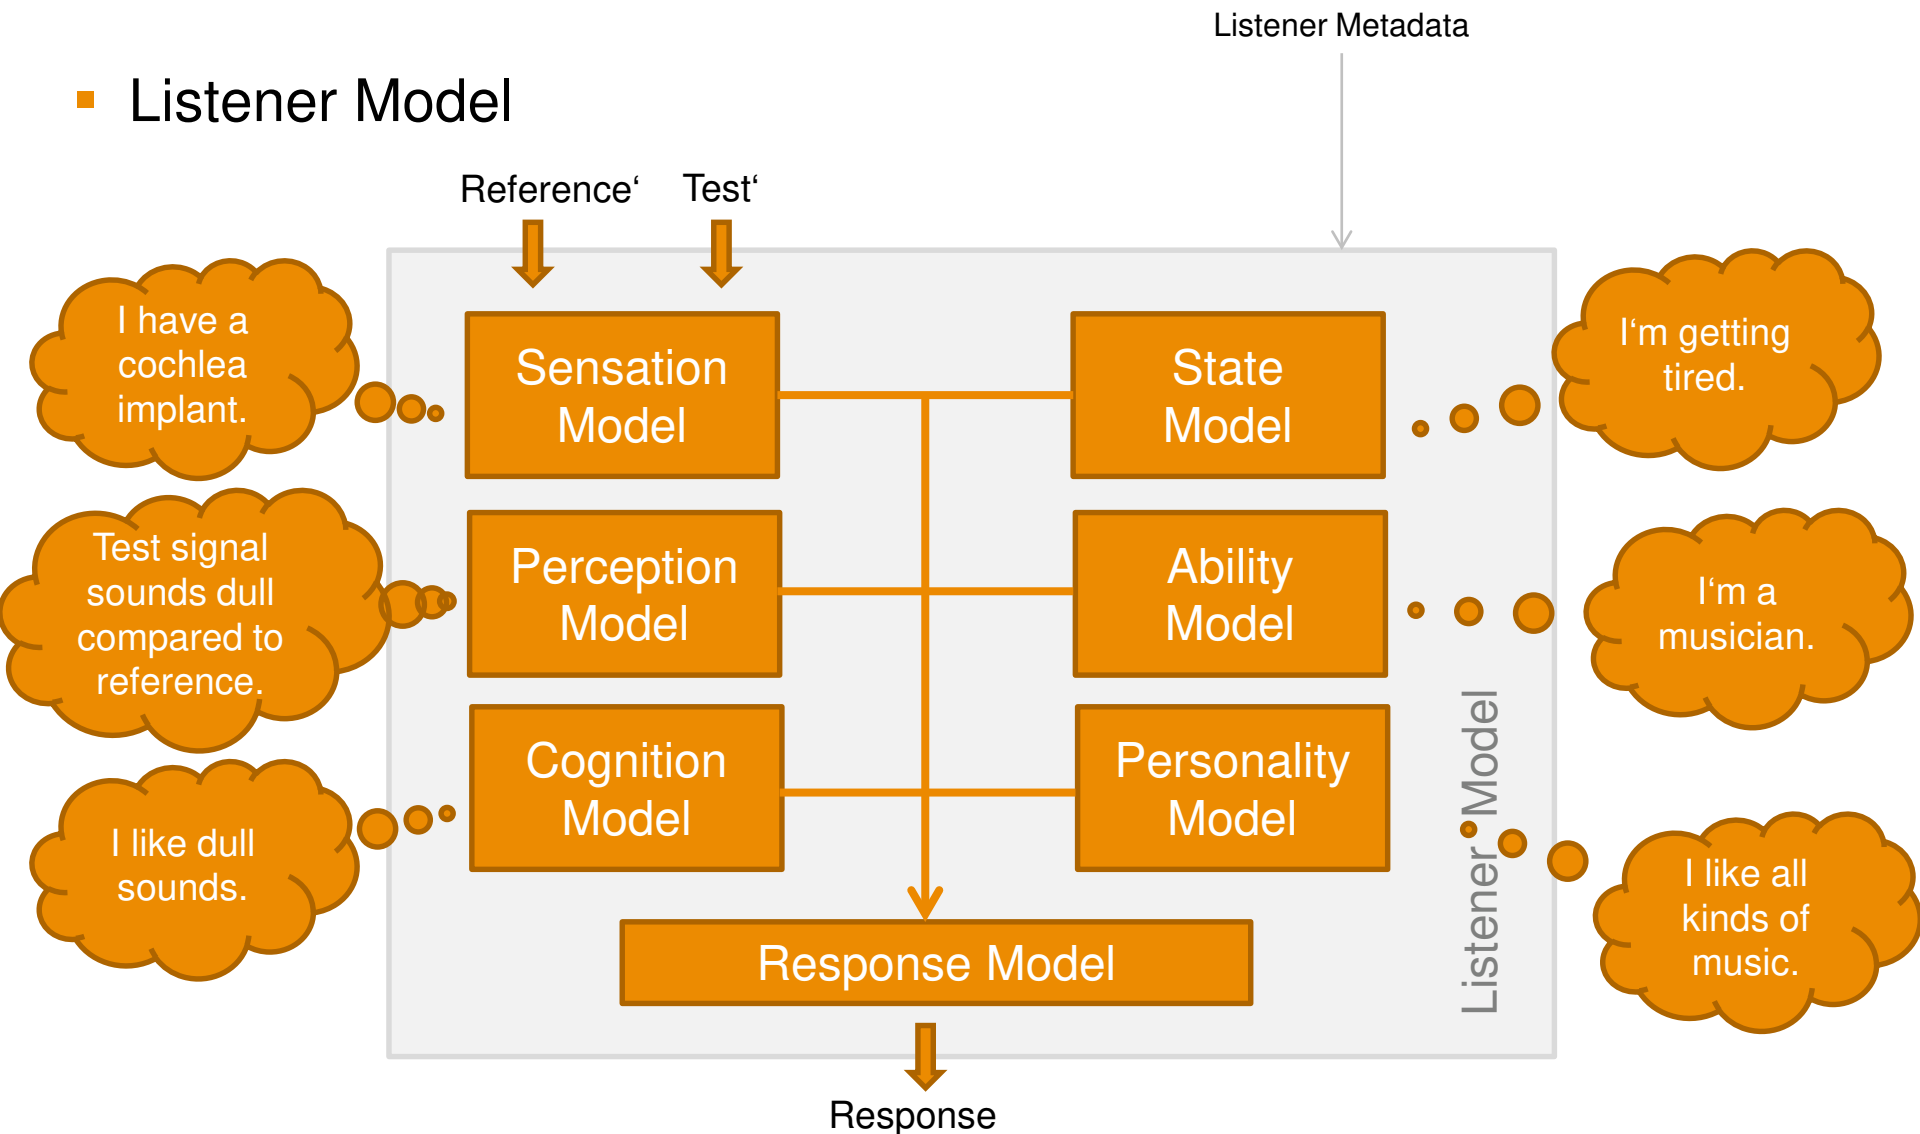 Listener Metadata
Listener Model
Reference‘ Test‘
I have a
cochlea
implant.
Sensation
Model
State
Model
I‘m getting
tired.
Test signal
sounds dull
compared to
reference.
Perception
Model
Ability
Model
I‘m a
musician.
I like dull
sounds.
Cognition
Model
Personality
Model
Listener Model
I like all
kinds of
music.
Response Model
Response